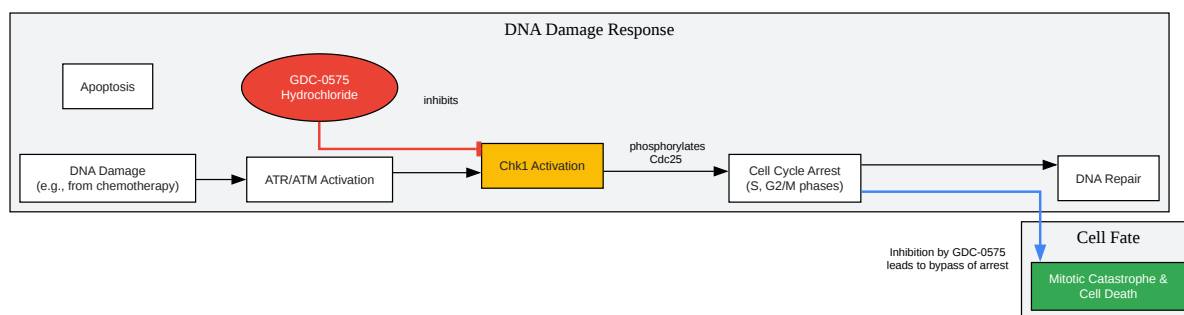 DNA Damage Response
Apoptosis
GDC-0575
Hydrochloride
inhibits
DNA Damage
(e.g., from chemotherapy)
ATR/ATM Activation
Chk1 Activation
phosphorylates
Cdc25
Cell Cycle Arrest
(S, G2/M phases)
DNA Repair
Cell Fate
Inhibition by GDC-0575
leads to bypass of arrest
Mitotic Catastrophe &
Cell Death